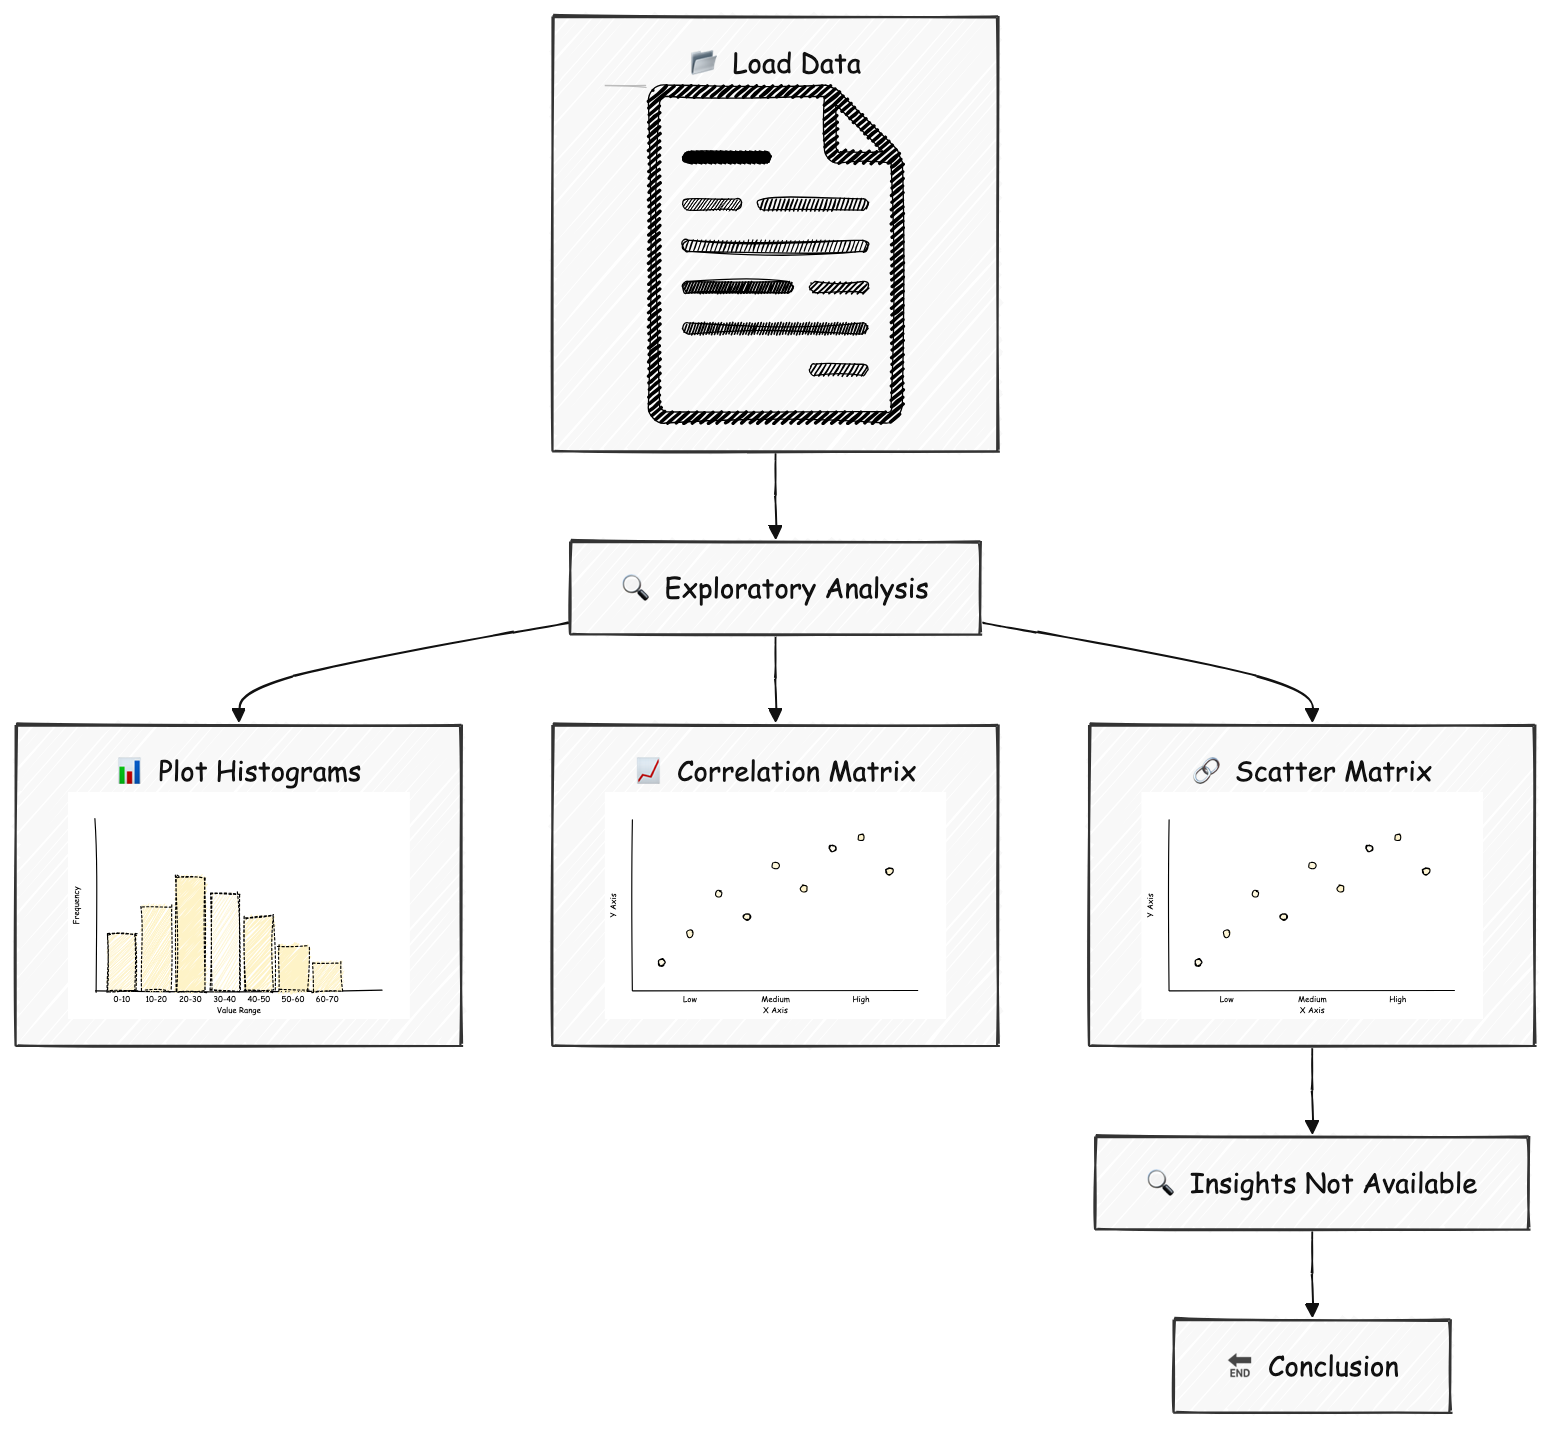 Load Data
Exploratory Analysis
Plot Histograms
Frequency
0-10 10-20 20-30 30-40 40-50 50-60 60-70
Value Range
Correlation Matrix
Y Axis
Low Medium High
X Axis
Scatter Matrix
Y Axis
Low Medium High
X Axis
Insights Not Available
END Conclusion